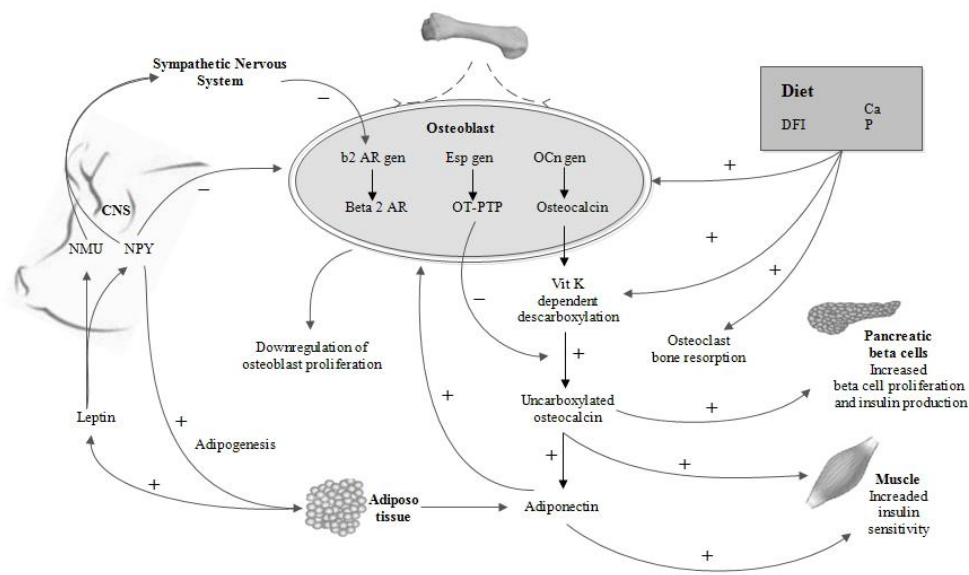 Sympathetic Nervous
System
–
Osteoblast
b2 AR gen
Esp gen
OCn gen
Beta 2 AR
OT-PTP
Osteocalcin
Diet
DFI
Ca
P
+
–
CNS
NMU
NPY
+
+
–
Vit K
dependent
descarboxylation
+
Downregulation of
osteoblast proliferation
Osteoclast
bone resorption
Pancreatic
beta cells
Increased
beta cell proliferation
and insulin production
+
Uncarboxylated
osteocalcin
+
Leptin
+
Adipogenesis
+
+
+
Muscle
Increaded
insulin
sensitivity
+
Adiposo
tissue
Adiponectin
+